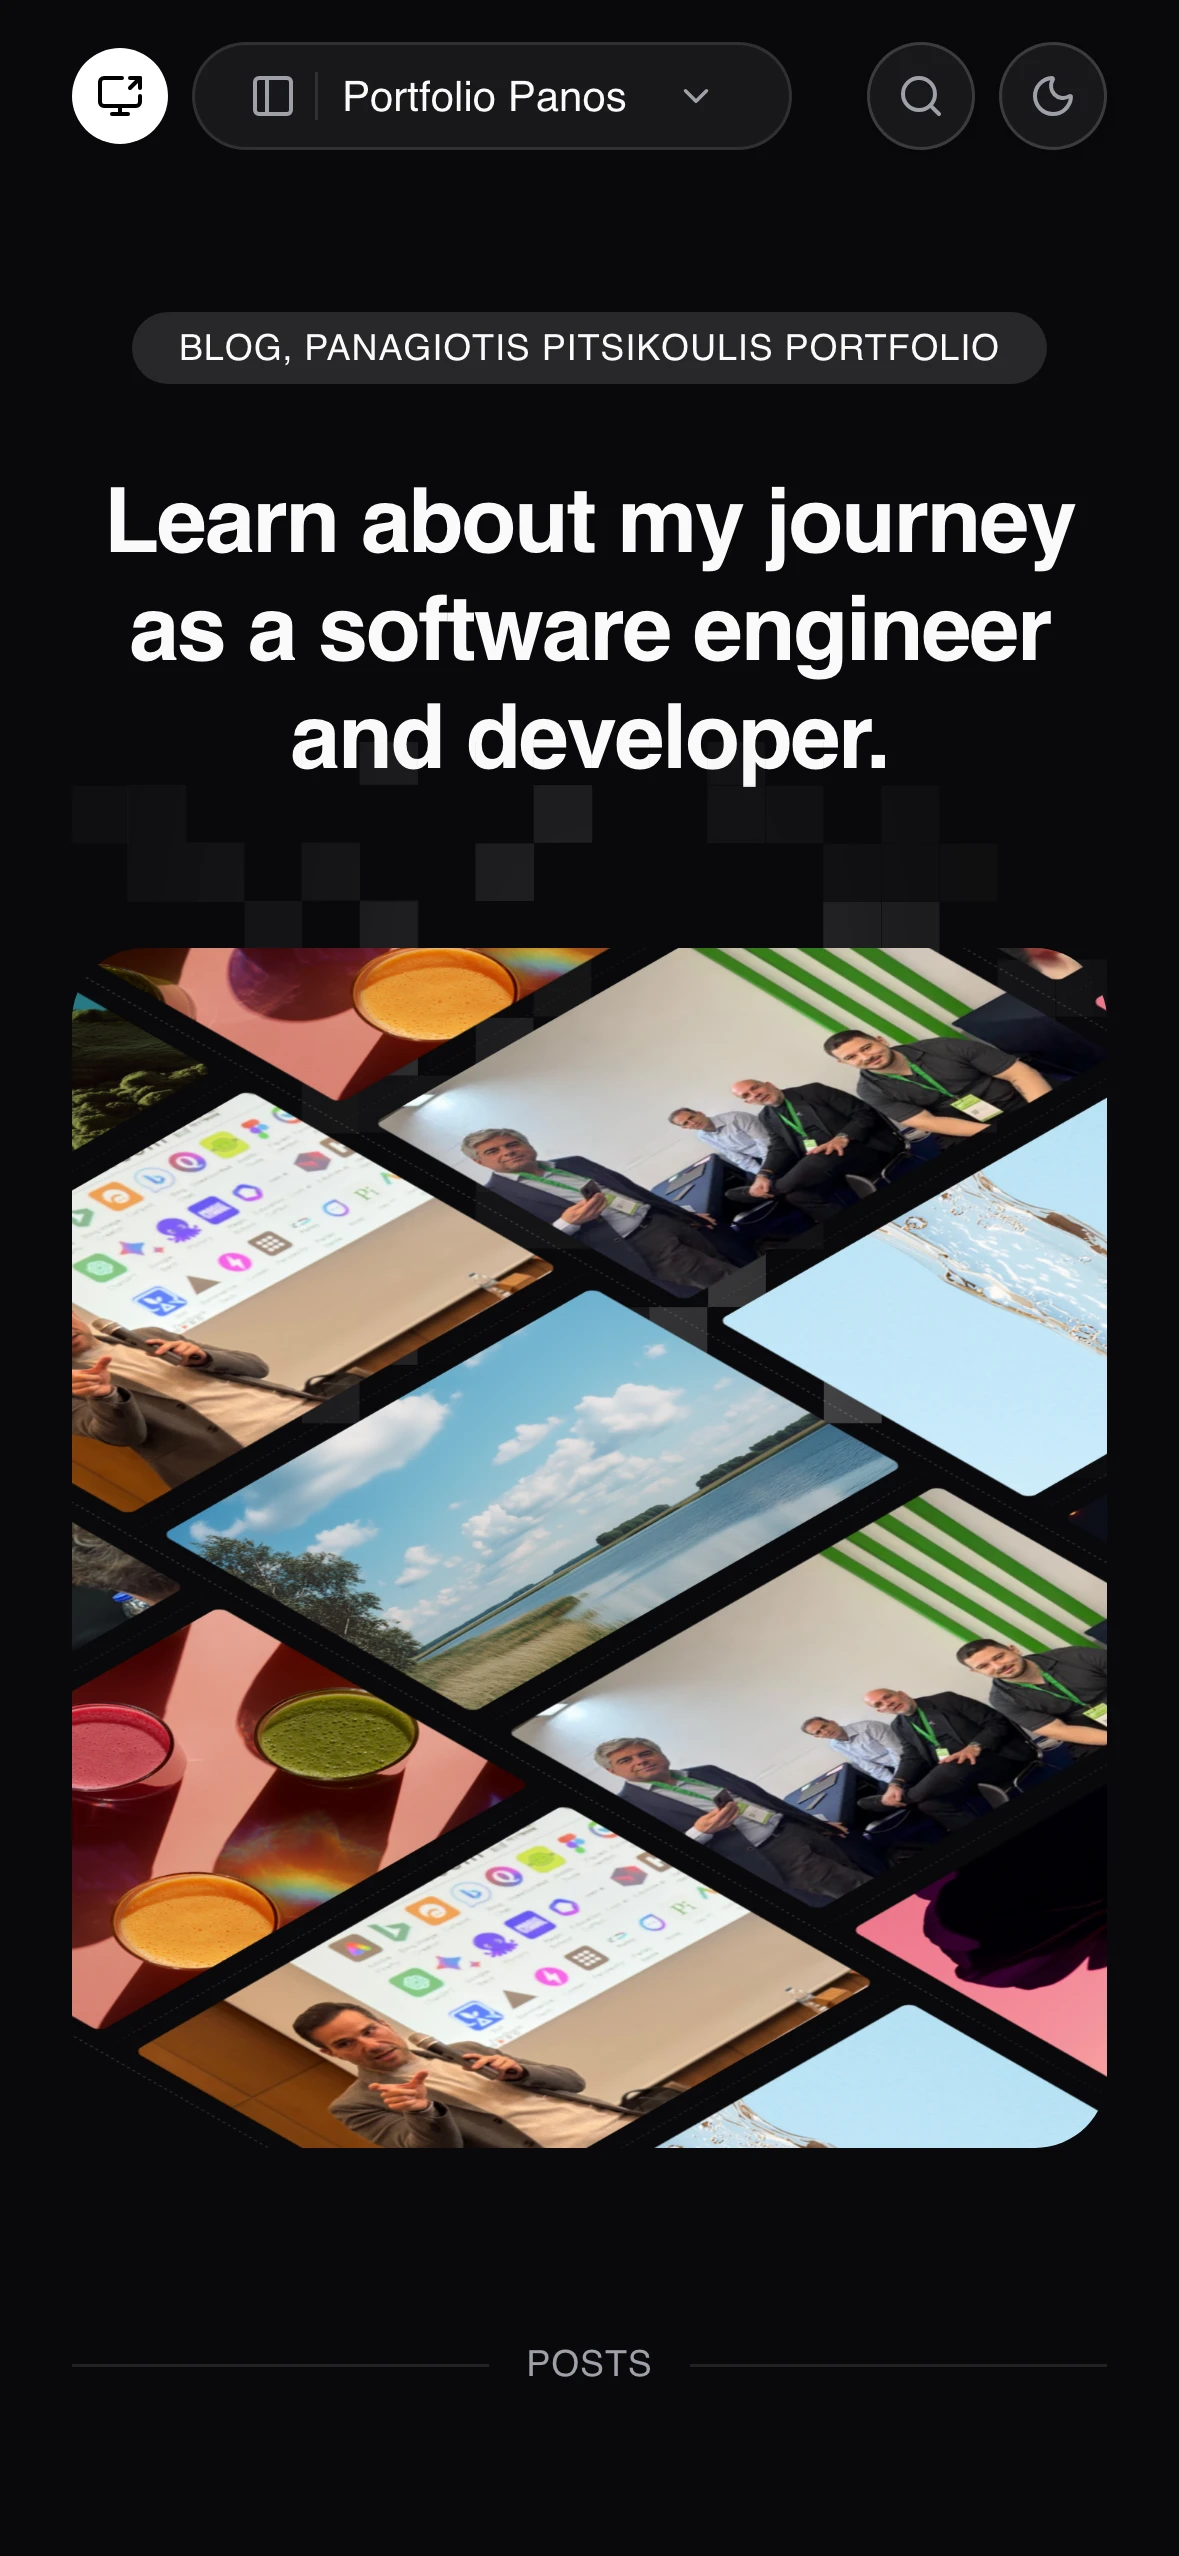 Portfolio Panos
BLOG, PANAGIOTIS PITSIKOULIS PORTFOLIO
Learn about my journey
as a software engineer
and developer.
POSTS